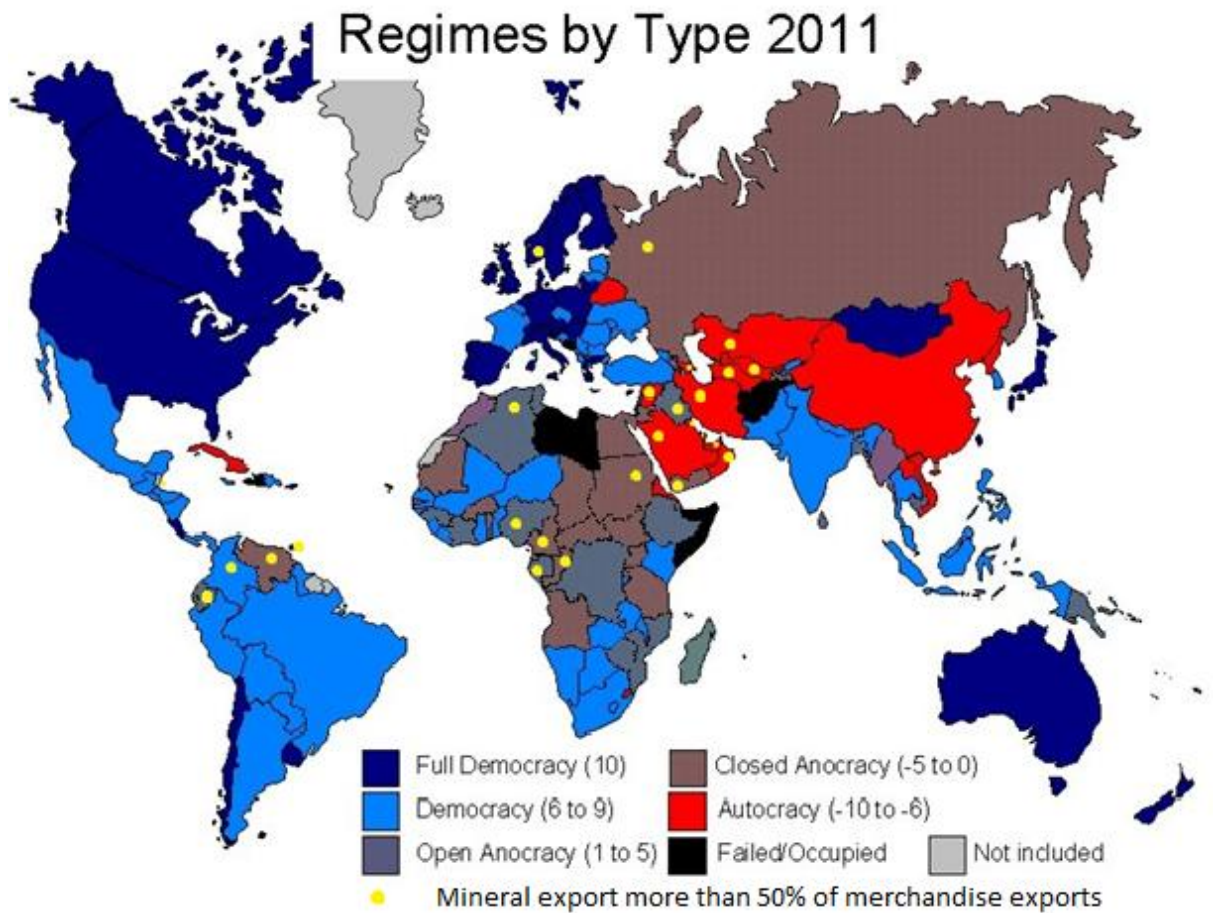 Regimes by Type 2011
Full Democracy (10)
Closed Anocracy (-5 to 0)
Democracy (6 to 9)
Autocracy (-10 to -6)
Open Anocracy (1 to 5)
Failed/Occupied
Not included
Mineral export more than 50% of merchandise exports